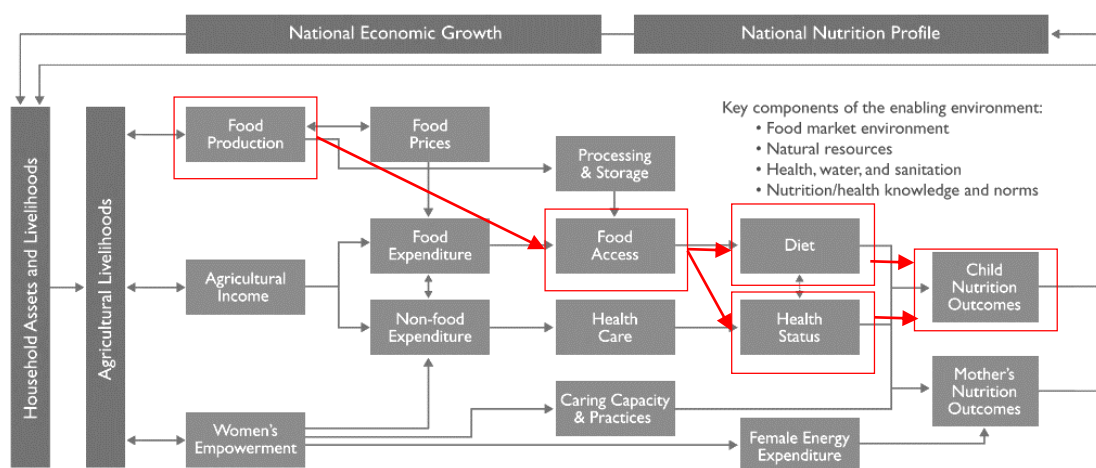 National Economic Growth
National Nutrition Profile
Household Assets and Livelihoods
Agricultural Livelihoods
Food
Production
Food
Prices
Processing
& Storage
Key components of the enabling environment:
• Food market environment
• Natural resources
• Health, water, and sanitation
• Nutrition/health knowledge and norms
Agricultural
Income
Food
Expenditure
Food
Access
Diet
Child
Nutrition
Outcomes
Non-food
Expenditure
Health
Care
Health
Status
Women's
Empowerment
Caring Capacity
& Practices
Female Energy
Expenditure
Mother's
Nutrition
Outcomes